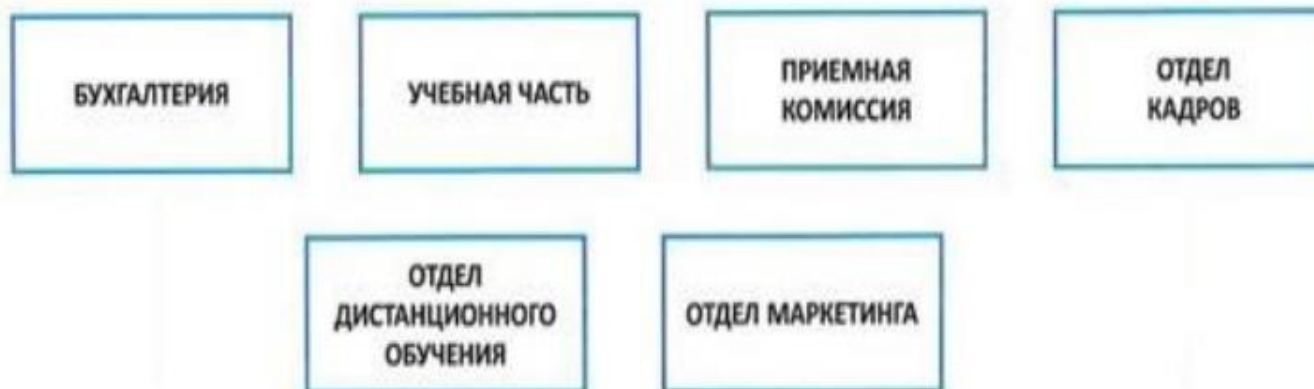 БУХГАЛТЕРИЯ
УЧЕБНАЯ ЧАСТЬ
ПРИЕМНАЯ
КОМИССИЯ
ОТДЕЛ
КАДРОВ
ОТДЕЛ
ДИСТАНЦИОННОГО
ОБУЧЕНИЯ
ОТДЕЛ МАРКЕТИНГА